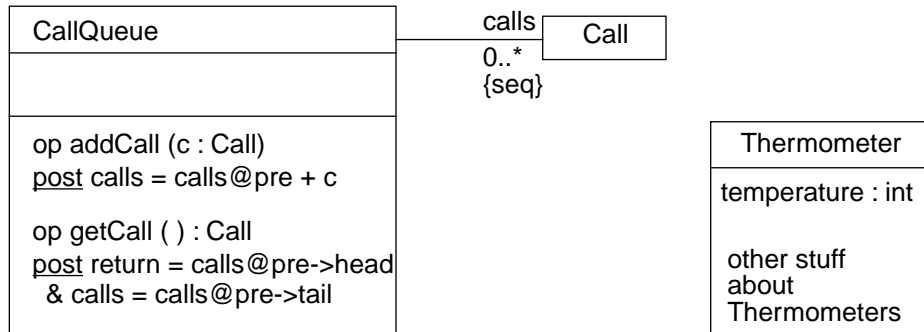 CallQueue
op addCall (c : Call)
post calls = calls@pre + c
op getCall ( ) : Call
post return = calls@pre->head
& calls = calls@pre->tail
calls
0..*
{seq}
Call
Thermometer
temperature : int
other stuff
about
Thermometers